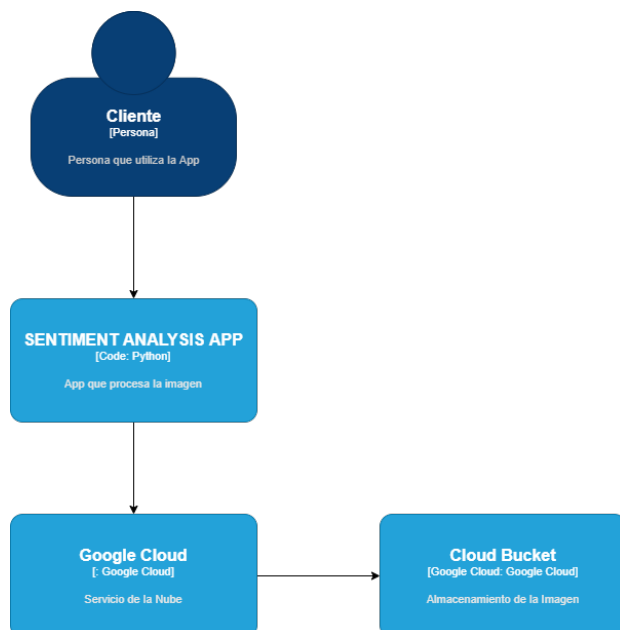 Cliente
[Persona]
Persona que utiliza la App
SENTIMENT ANALYSIS APP
[Code: Python]
App que procesa la imagen
Google Cloud
[: Google Cloud]
Servicio de la Nube
Cloud Bucket
[Google Cloud: Google Cloud]
Almacenamiento de la Imagen